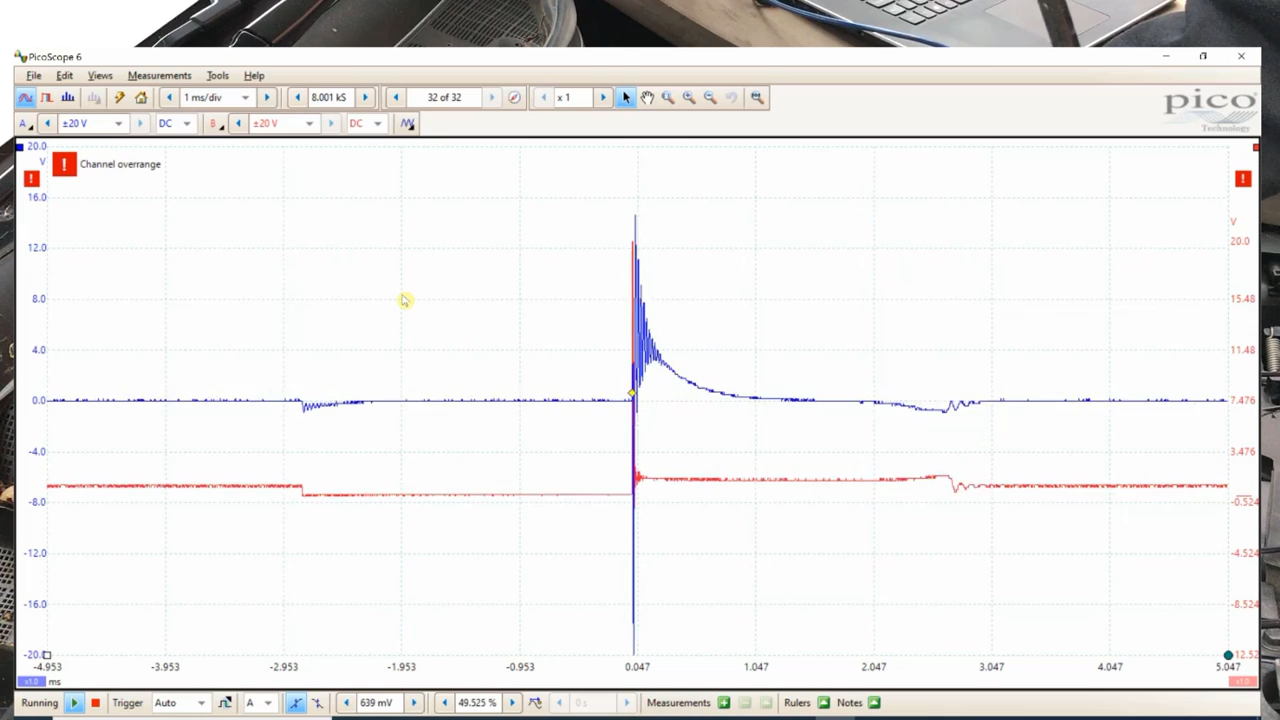 PicoScope 6
File Edit Views Measurements Tools Help
1 ms/div 8.001 kS 32 of 32 x 1
pico
Technology
A ±20 V DC B ±20 V DC
20.0
V
Channel overrange
16.0
V
12.0 20.0
8.0 15.48
4.0 11.48
0.0 7.476
-4.0 3.476
-8.0 -0.524
-12.0 -4.524
-16.0 -8.524
-20.0 12.52
-4.953 -3.953 -2.953 -1.953 -0.953 0.047 1.047 2.047 3.047 4.047 5.047
x1.0 ms x1.0
Running Trigger Auto A 639 mV 49.525 % 0 s Measurements Rulers Notes